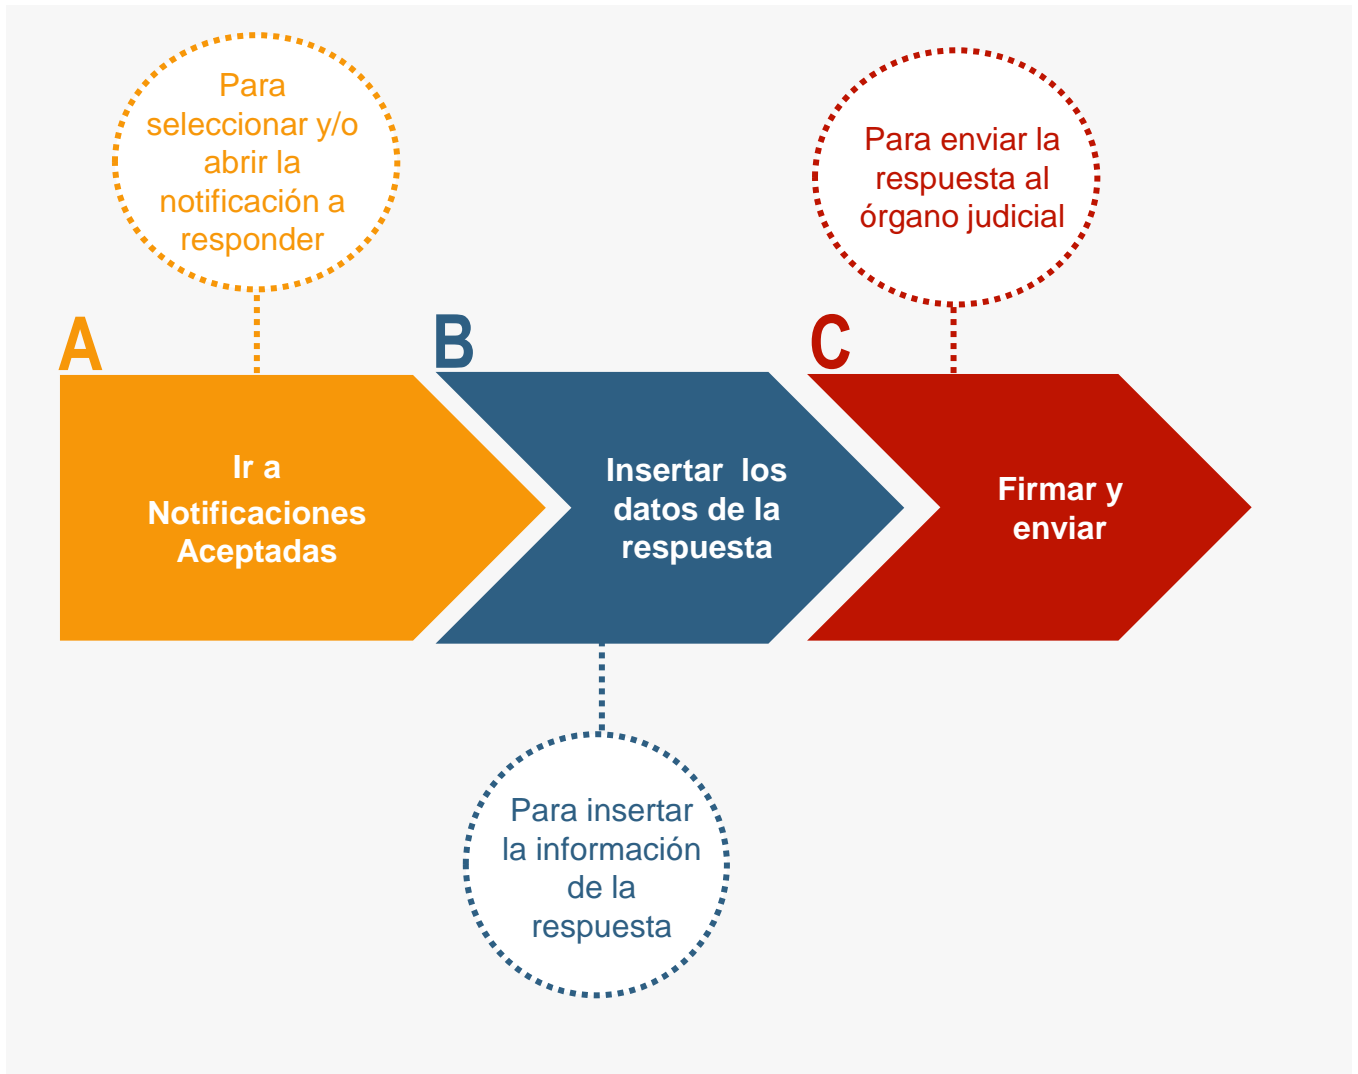 Para
seleccionar y/o
abrir la
notificación a
responder
Para enviar la
respuesta al
órgano judicial
A
B
C
Ir a
Notificaciones
Aceptadas
Insertar los
datos de la
respuesta
Firmar y
enviar
Para insertar
la información
de la
respuesta